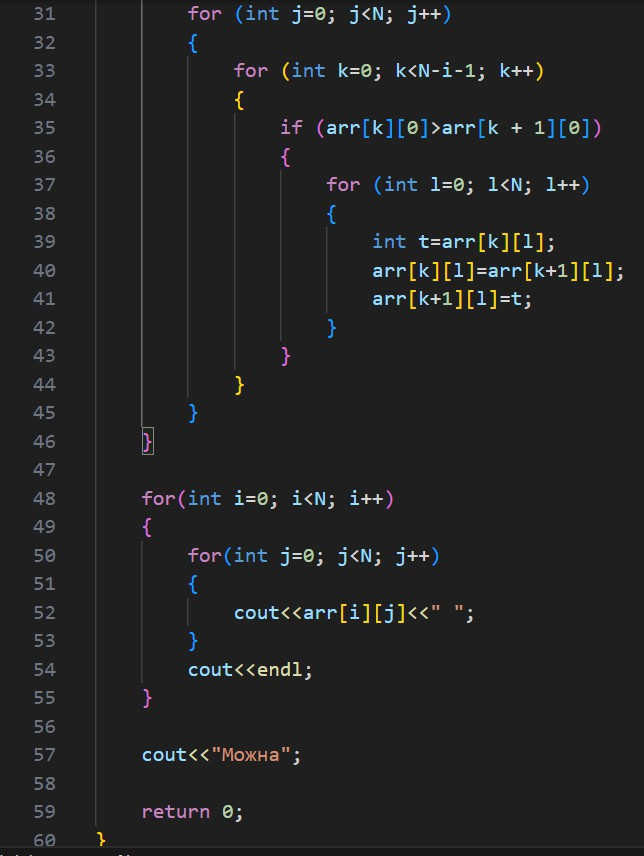 31 for (int j=0; j<N; j++)
32 {
33 for (int k=0; k<N-i-1; k++)
34 {
35 if (arr[k][0]>arr[k + 1][0])
36 {
37 for (int l=0; l<N; l++)
38 {
39 int t=arr[k][l];
40 arr[k][l]=arr[k+1][l];
41 arr[k+1][l]=t;
42 }
43 }
44 }
45 }
46 }
47
48 for(int i=0; i<N; i++)
49 {
50 for(int j=0; j<N; j++)
51 {
52 cout<<arr[i][j]<<" ";
53 }
54 cout<<endl;
55 }
56
57 cout<<"Можна";
58
59 return 0;
60 }